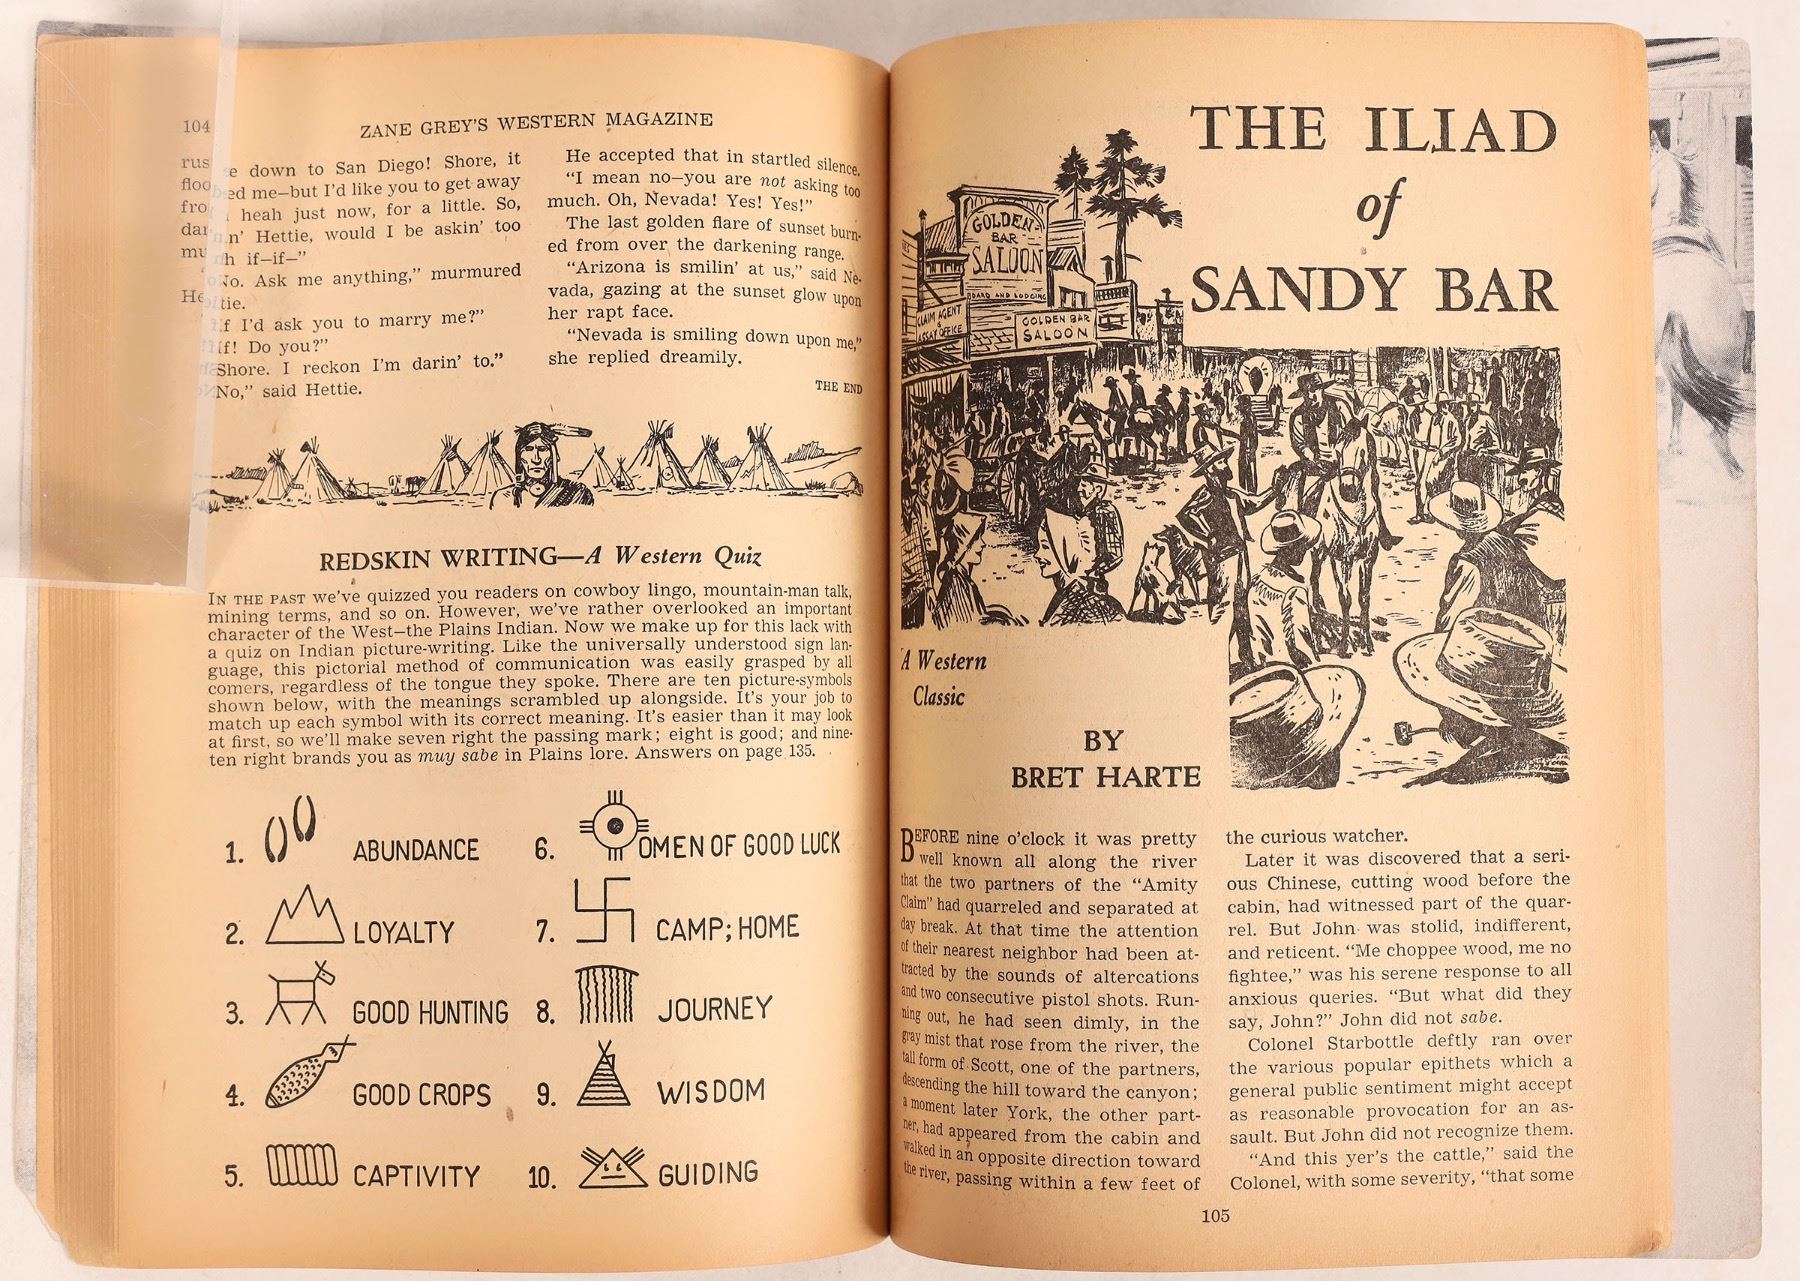 104
ZANE GREY'S WESTERN MAGAZINE
down to San Diego! Shore, it
me—but I'd like you to get away
heah just now, for a little. So,
Hettie, would I be askin' too
if—if—"
"No. Ask me anything," murmured
Hettie.
"If I'd ask you to marry me?"
"If! Do you?"
"Shore. I reckon I'm darin' to."
"No," said Hettie.
He accepted that in startled silence.
"I mean no—you are not asking too
much. Oh, Nevada! Yes! Yes!"
The last golden flare of sunset burn-
ed from over the darkening range.
"Arizona is smilin' at us," said Ne-
vada, gazing at the sunset glow upon
her rapt face.
"Nevada is smiling down upon me,"
she replied dreamily.
THE END
REDSKIN WRITING—A Western Quiz
IN THE PAST we've quizzed you readers on cowboy lingo, mountain-man talk,
mining terms, and so on. However, we've rather overlooked an important
character of the West—the Plains Indian. Now we make up for this lack with
a quiz on Indian picture-writing. Like the universally understood sign lan-
guage, this pictorial method of communication was easily grasped by all
comers, regardless of the tongue they spoke. There are ten picture-symbols
shown below, with the meanings scrambled up alongside. It's your job to
match up each symbol with its correct meaning. It's easier than it may look
at first, so we'll make seven right the passing mark; eight is good; and nine-
ten right brands you as muy sabe in Plains lore. Answers on page 135.
1. ABUNDANCE
2. LOYALTY
3. GOOD HUNTING
4. GOOD CROPS
5. CAPTIVITY
6. OMEN OF GOOD LUCK
7. CAMP; HOME
8. JOURNEY
9. WISDOM
10. GUIDING
THE ILIAD
of
SANDY BAR
GOLDEN
BAR
SALOON
BOARD AND LODGING
CLAIM AGENT
ASSAY OFFICE
GOLDEN BAR
SALOON
A Western
Classic
BY
BRET HARTE
BEFORE nine o'clock it was pretty
well known all along the river
that the two partners of the "Amity
Claim" had quarreled and separated at
day break. At that time the attention
of their nearest neighbor had been at-
tracted by the sounds of altercations
and two consecutive pistol shots. Run-
ning out, he had seen dimly, in the
gray mist that rose from the river, the
tall form of Scott, one of the partners,
descending the hill toward the canyon;
a moment later York, the other part-
ner, had appeared from the cabin and
walked in an opposite direction toward
the river, passing within a few feet of
the curious watcher.
Later it was discovered that a seri-
ous Chinese, cutting wood before the
cabin, had witnessed part of the quar-
rel. But John was stolid, indifferent,
and reticent. "Me choppee wood, me no
fightee," was his serene response to all
anxious queries. "But what did they
say, John?" John did not sabe.
Colonel Starbottle deftly ran over
the various popular epithets which a
general public sentiment might accept
as reasonable provocation for an as-
sault. But John did not recognize them.
"And this yer's the cattle," said the
Colonel, with some severity, "that some
105